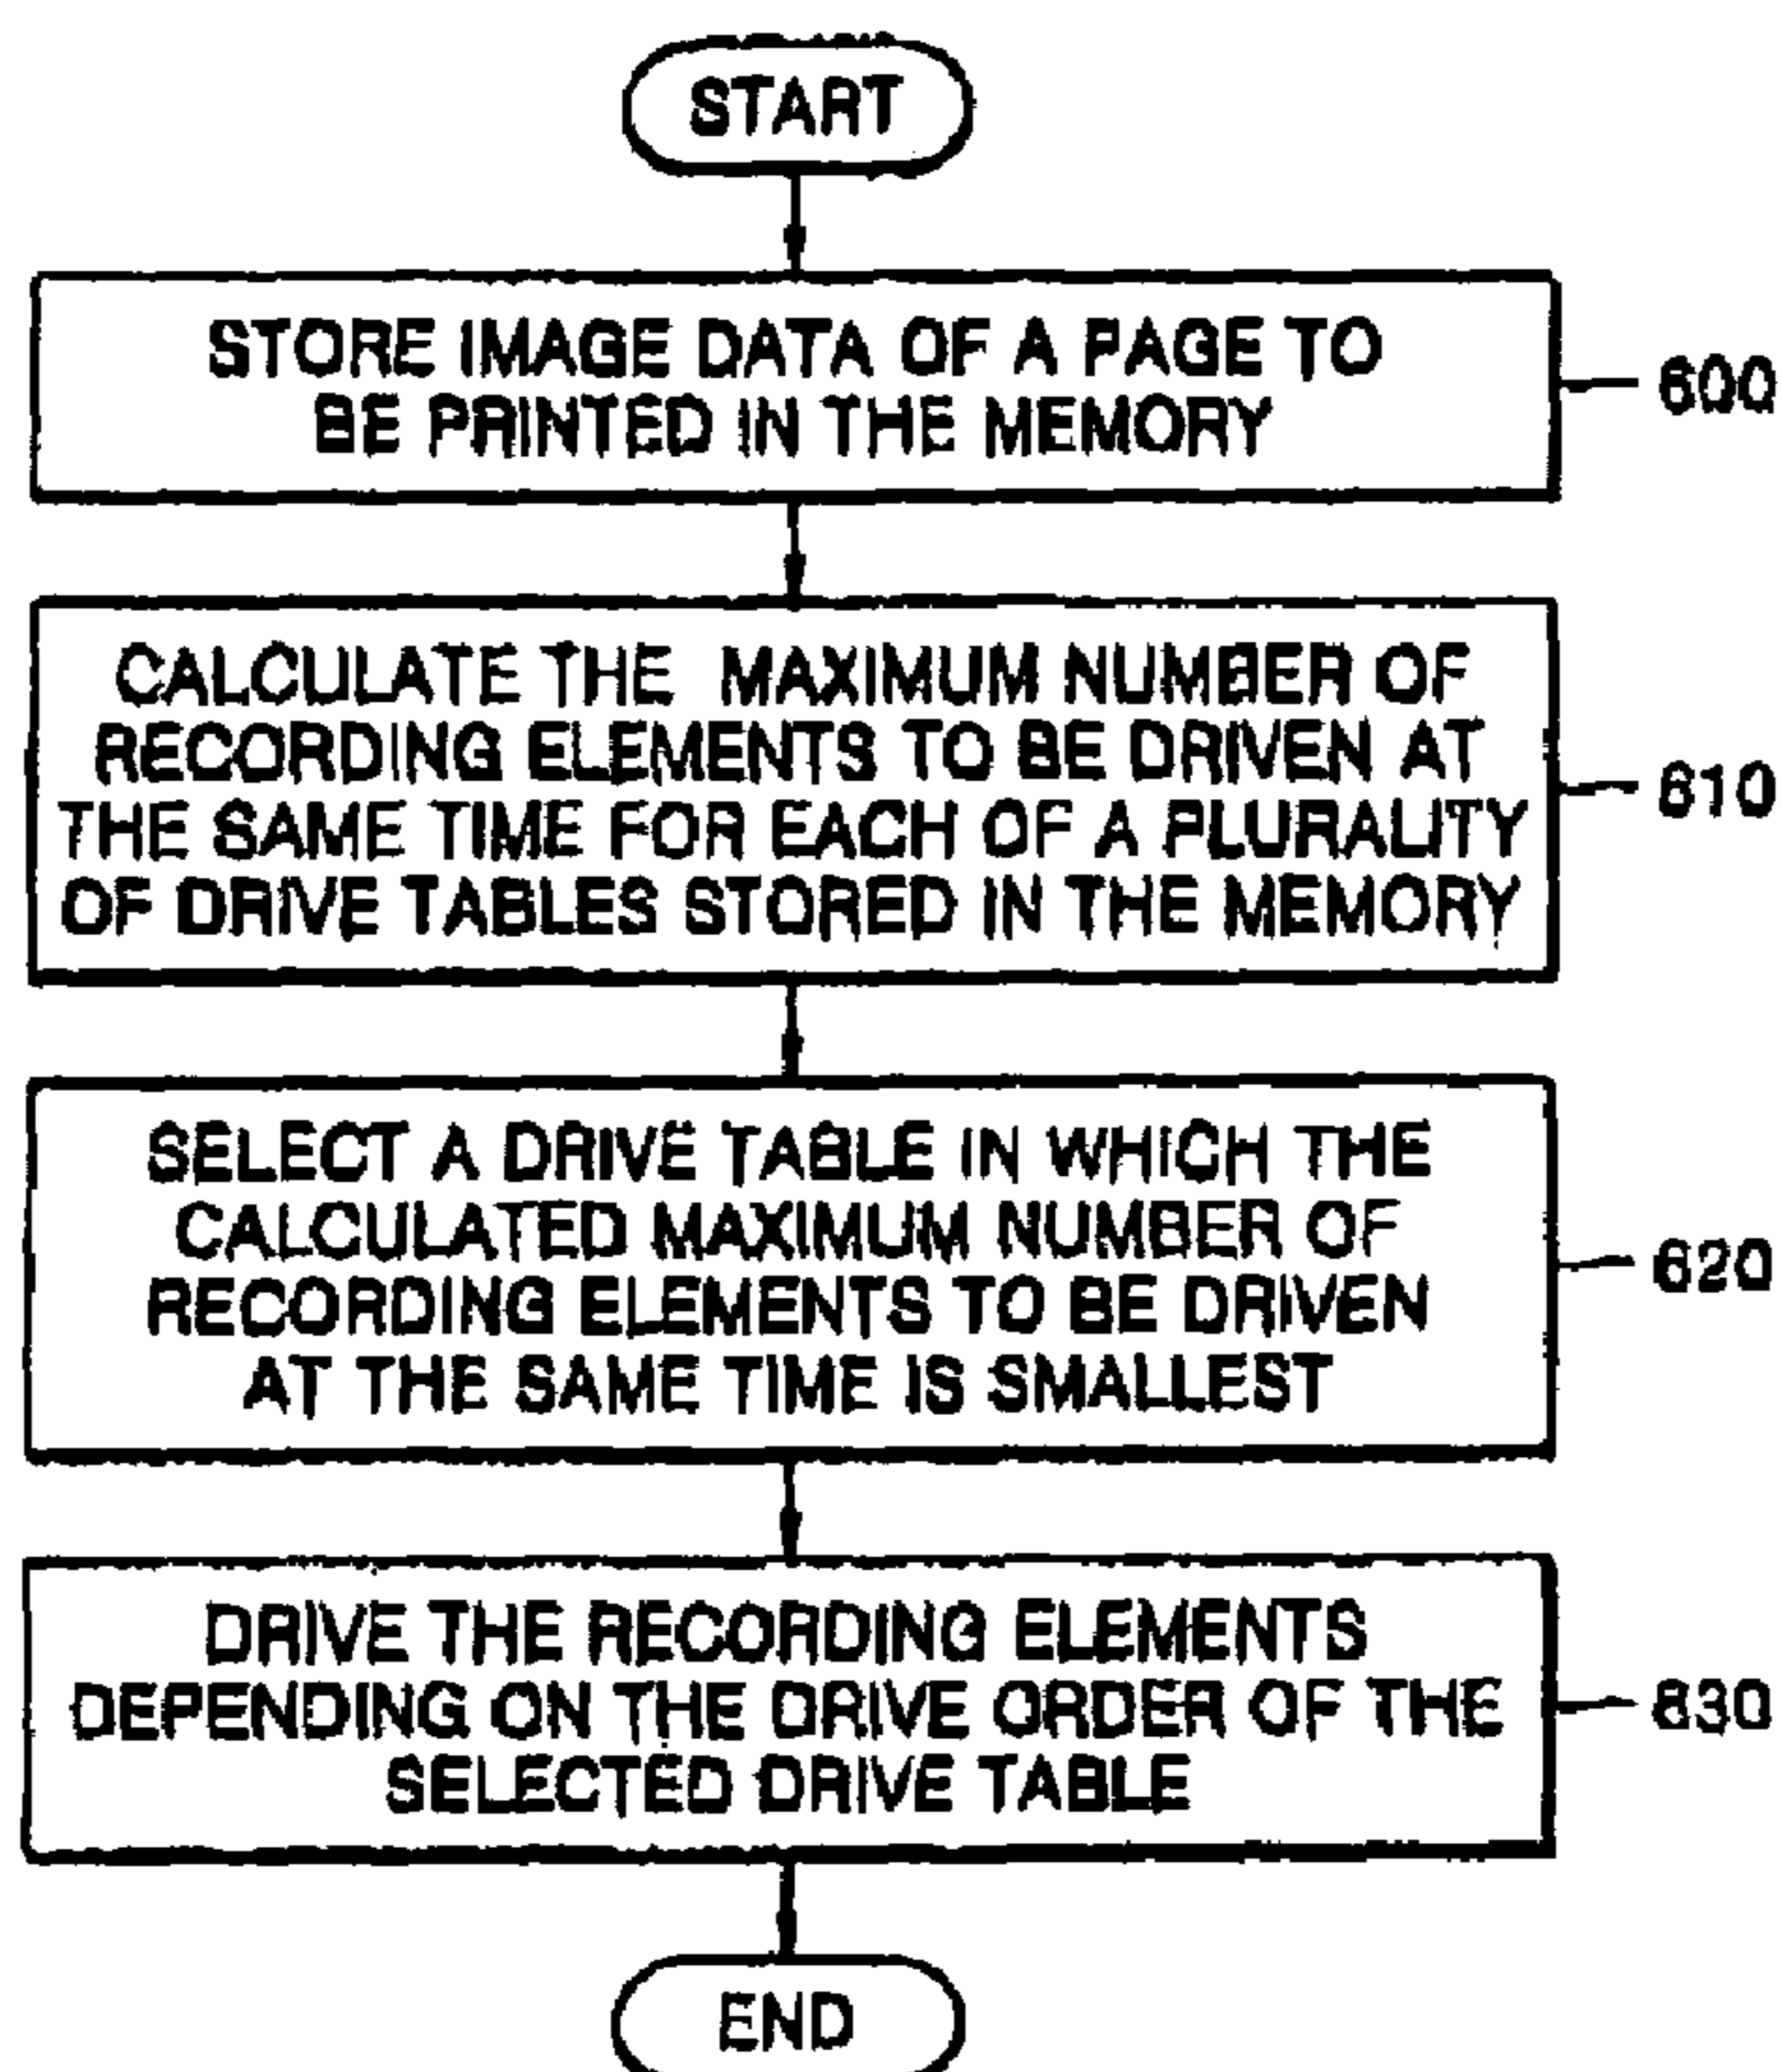 START
STORE IMAGE DATA OF A PAGE TO
BE PRINTED IN THE MEMORY
600
CALCULATE THE MAXIMUM NUMBER OF
RECORDING ELEMENTS TO BE DRIVEN AT
THE SAME TIME FOR EACH OF A PLURALITY
OF DRIVE TABLES STORED IN THE MEMORY
610
SELECT A DRIVE TABLE IN WHICH THE
CALCULATED MAXIMUM NUMBER OF
RECORDING ELEMENTS TO BE DRIVEN
AT THE SAME TIME IS SMALLEST
620
DRIVE THE RECORDING ELEMENTS
DEPENDING ON THE DRIVE ORDER OF THE
SELECTED DRIVE TABLE
630
END